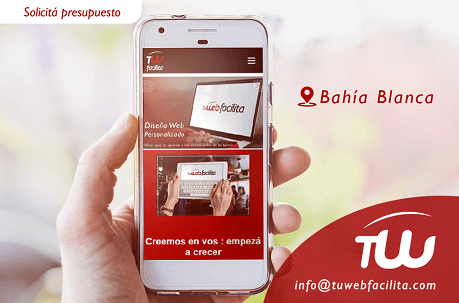 Solicitá presupuesto
TW
facilita
tuwebfacilita
Diseño Web
Personalizado
tuwebfacilita
Creemos en vos : empezá
a crecer
Bahía Blanca
TW
info@tuwebfacilita.com